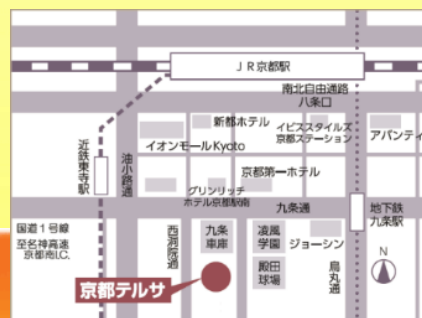 JR京都駅
南北自由通路
八条口
新都ホテル
イビススタイルズ
京都ステーション
アバンティ
イオンモールKyoto
近鉄東寺駅
油小路通
京都第一ホテル
グリンリッチ
ホテル京都駅南
九条通
地下鉄
九条駅
国道1号線
至名神高速
京都南I.C.
西洞院通
九条
車庫
凌風
学園
ジョーシン
烏丸通
殿田
球場
N
京都テルサ